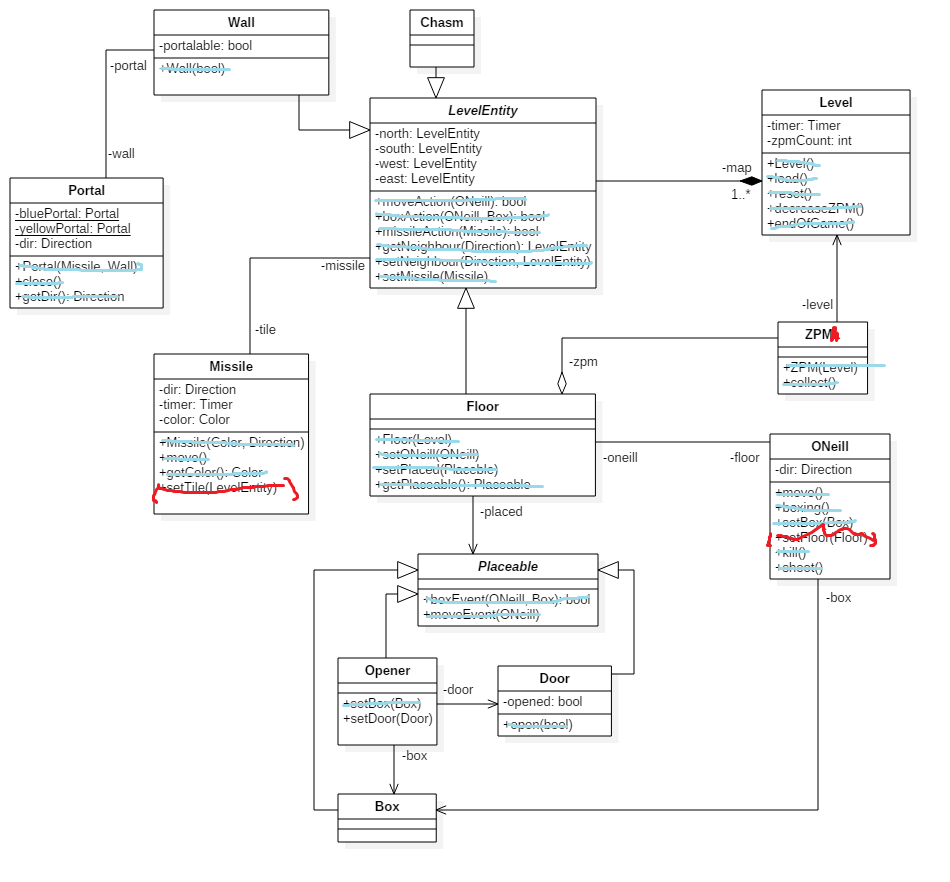 Wall
-portalable: bool
+Wall(bool)
Chasm
-portal
-wall
LevelEntity
-north: LevelEntity
-south: LevelEntity
-west: LevelEntity
-east: LevelEntity
+moveAction(ONeill): bool
+boxAction(ONeill, Box): bool
+missileAction(Missile): bool
+getNeighbour(Direction): LevelEntity
+setNeighbour(Direction, LevelEntity)
+setMissile(Missile)
-map
1..*
Level
-timer: Timer
-zpmCount: int
+Level()
+load()
+reset()
+decreaseZPM()
+endOfGame()
Portal
-bluePortal: Portal
-yellowPortal: Portal
-dir: Direction
+Portal(Missile, Wall)
+close()
+getDir(): Direction
-missile
-tile
-level
ZPM
+ZPM(Level)
+collect()
-zpm
Missile
-dir: Direction
-timer: Timer
-color: Color
+Missile(Color, Direction)
+move()
+getColor(): Color
+setTile(LevelEntity)
Floor
+Floor(Level)
+setONeill(ONeill)
+setPlaced(Placeble)
+getPlaceable(): Placeable
-oneill
-floor
ONeill
-dir: Direction
+move()
+boxing()
+setBox(Box)
+setFloor(Floor)
+kill()
+shoot()
-placed
Placeable
+boxEvent(ONeill, Box): bool
+moveEvent(ONeill)
-box
Opener
+setBox(Box)
+setDoor(Door)
-door
Door
-opened: bool
+open(bool)
-box
Box